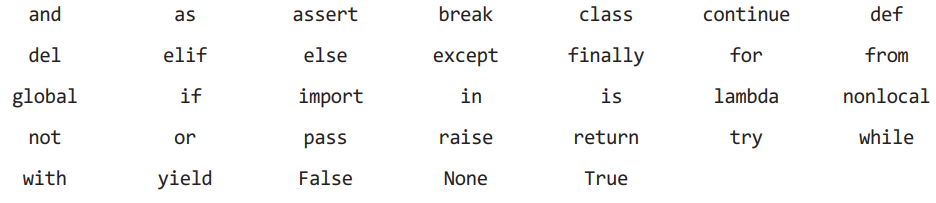 and as assert break class continue def
del elif else except finally for from
global if import in is lambda nonlocal
not or pass raise return try while
with yield False None True